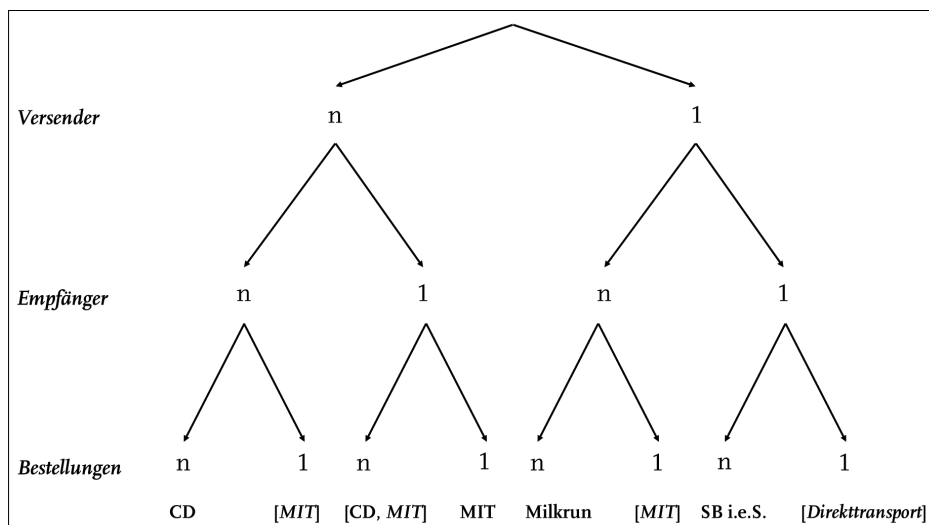 Versender n 1
Empfänger n 1 n 1
Bestellungen n 1 n 1 n 1 n 1
CD [MIT] [CD, MIT] MIT Milkrun [MIT] SB i.e.S. [Direkttransport]